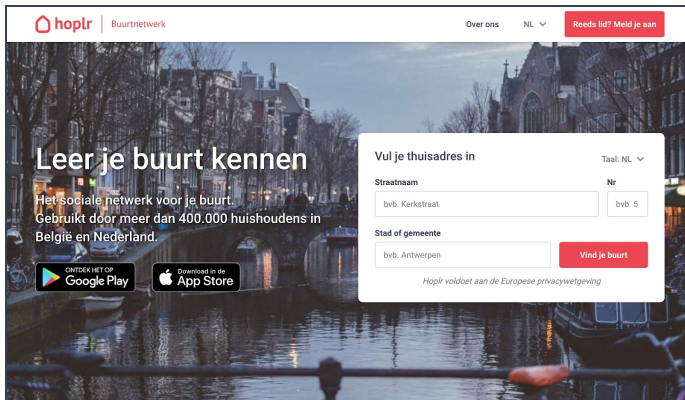 hoplr Buurtnetwerk
Over ons
NL
Reeds lid? Meld je aan
Leer je buurt kennen
Het sociale netwerk voor je buurt.
Gebruikt door meer dan 400.000 huishoudens in
België en Nederland.
ONTDEK HET OP
Google Play
Download in de
App Store
Vul je thuisadres in
Taal: NL
Straatnaam
Nr
bvb. Kerkstraat
bvb. 5
Stad of gemeente
bvb. Antwerpen
Vind je buurt
Hoplr voldoet aan de Europese privacywetgeving